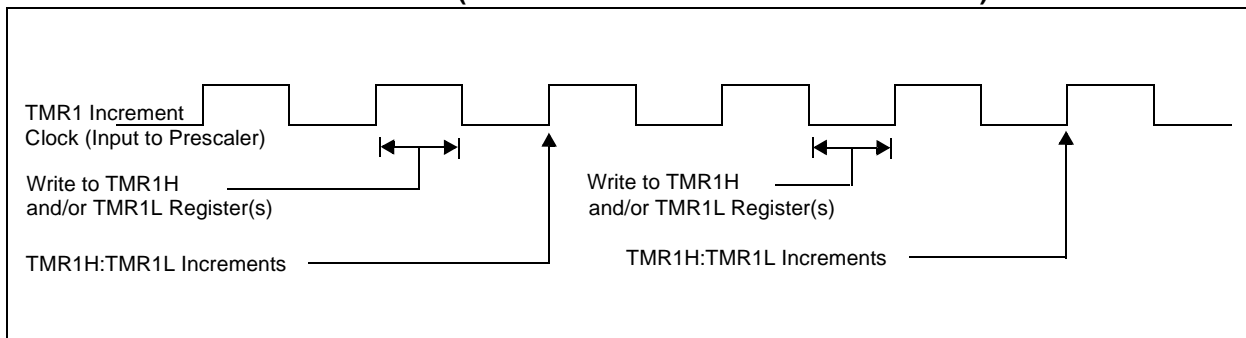 TMR1 Increment
Clock (Input to Prescaler)
Write to TMR1H
and/or TMR1L Register(s)
TMR1H:TMR1L Increments
Write to TMR1H
and/or TMR1L Register(s)
TMR1H:TMR1L Increments